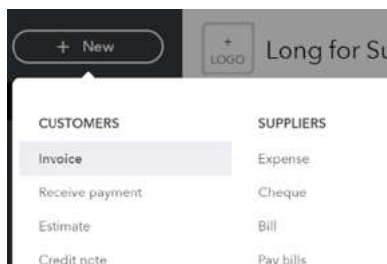 + New
+
LOGO
Long for Su
CUSTOMERS
SUPPLIERS
Invoice
Expense
Receive payment
Cheque
Estimate
Bill
Credit note
Pay bills